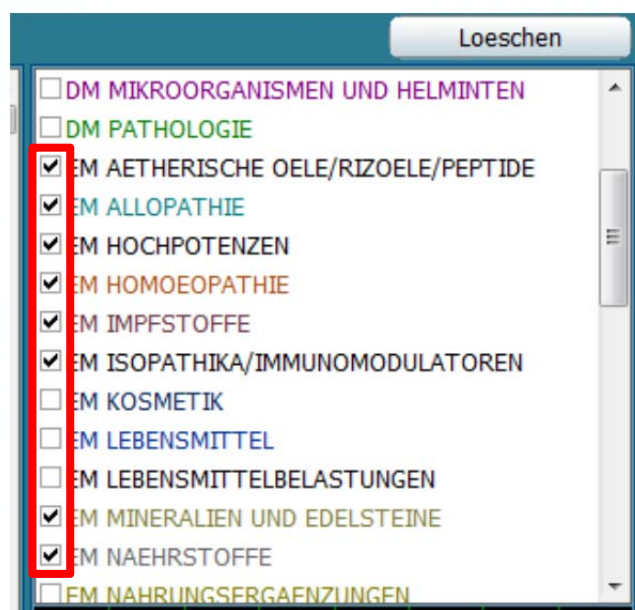 Loeschen
DM MIKROORGANISMEN UND HELMINTEN
DM PATHOLOGIE
EM AETHERISCHE OELE/RIZOELE/PEPTIDE
EM ALLOPATHIE
EM HOCHPOTENZEN
EM HOMOEOPATHIE
EM IMPFSTOFFE
EM ISOPATHIKA/IMMUNOMODULATOREN
EM KOSMETIK
EM LEBENSMITTEL
EM LEBENSMITTELBELASTUNGEN
EM MINERALIEN UND EDELSTEINE
EM NAEHRSTOFFE
EM NAHRUNGSERGAENZUNGEN